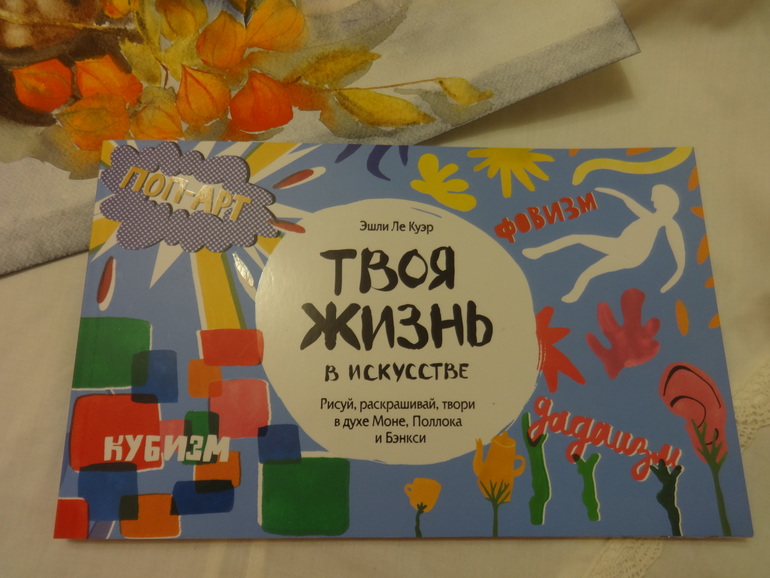 ПОП-АРТ
ФОВИЗМ
Эшли Ле Куэр
ТВОЯ
ЖИЗНЬ
В ИСКУССТВЕ
Рисуй, раскрашивай, твори
в духе Моне, Поллока
и Бэнкси
КУБИЗМ
дадаизм